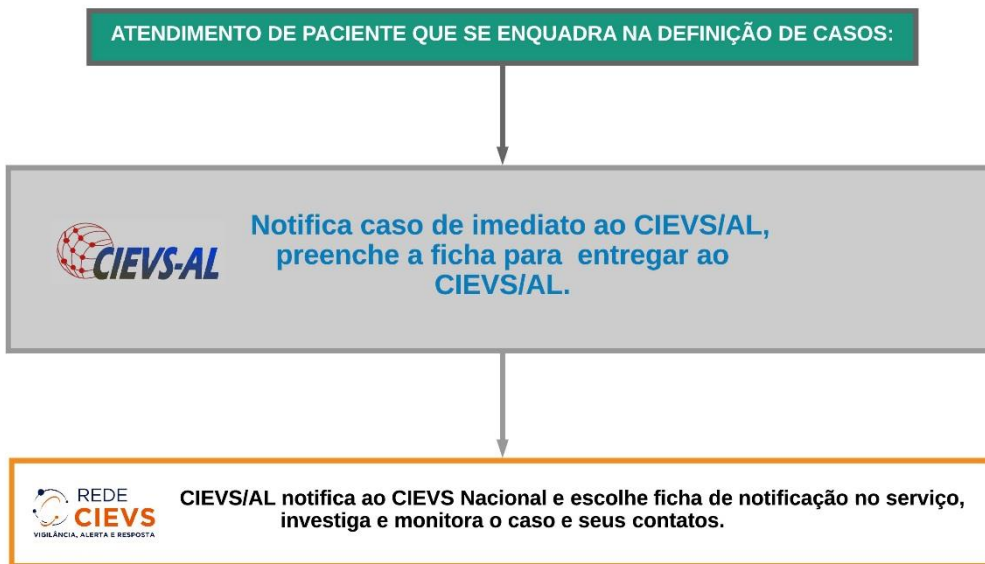 ATENDIMENTO DE PACIENTE QUE SE ENQUADRA NA DEFINIÇÃO DE CASOS:
CIEVS-AL
Notifica caso de imediato ao CIEVS/AL,
preenche a ficha para entregar ao
CIEVS/AL.
REDE
CIEVS
VIGILÂNCIA, ALERTA E RESPOSTA
CIEVS/AL notifica ao CIEVS Nacional e escolhe ficha de notificação no serviço,
investiga e monitora o caso e seus contatos.